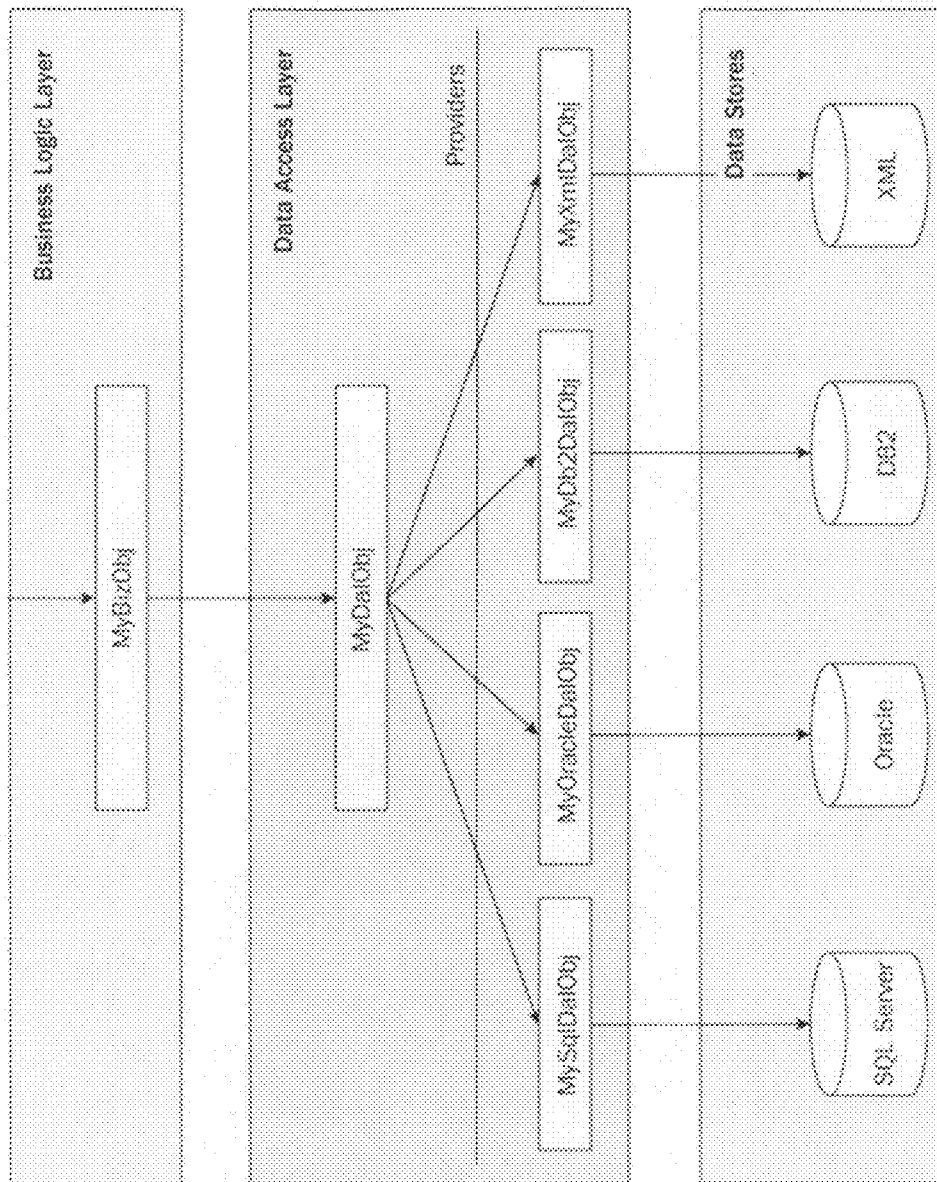 Business Logic Layer
MyBizObj
Data Access Layer
MyDalObj
Providers
MySqlDalObj
MyOracleDalObj
MyDb2DalObj
MyXmlDalObj
Data Stores
SQL Server
Oracle
DB2
XML